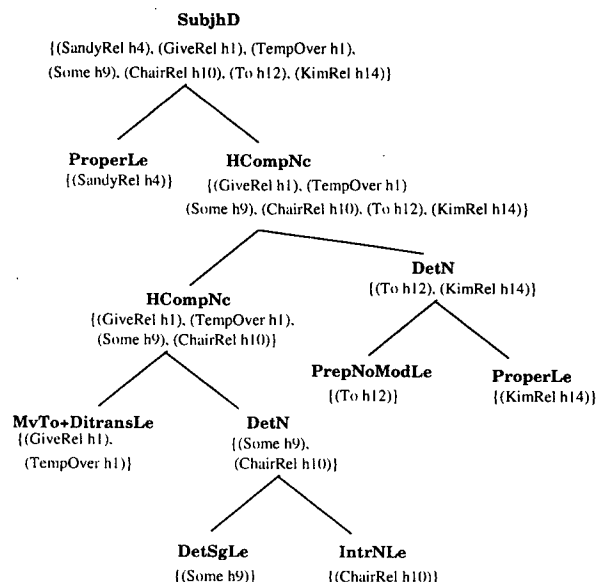 SubjhD
{(SandyRel h4), (GiveRel h1), (TempOver h1),
(Some h9), (ChairRel h10), (To h12), (KimRel h14)}
ProperLe
{(SandyRel h4)}
HCompNc
{(GiveRel h1), (TempOver h1)
(Some h9), (ChairRel h10), (To h12), (KimRel h14)}
HCompNc
{(GiveRel h1), (TempOver h1),
(Some h9), (ChairRel h10)}
DetN
{(To h12), (KimRel h14)}
PrepNoModLe
{(To h12)}
ProperLe
{(KimRel h14)}
MvTo+DitransLe
{(GiveRel h1),
(TempOver h1)}
DetN
{(Some h9),
(ChairRel h10)}
DetSgLe
{(Some h9)}
IntrNLe
{(ChairRel h10)}